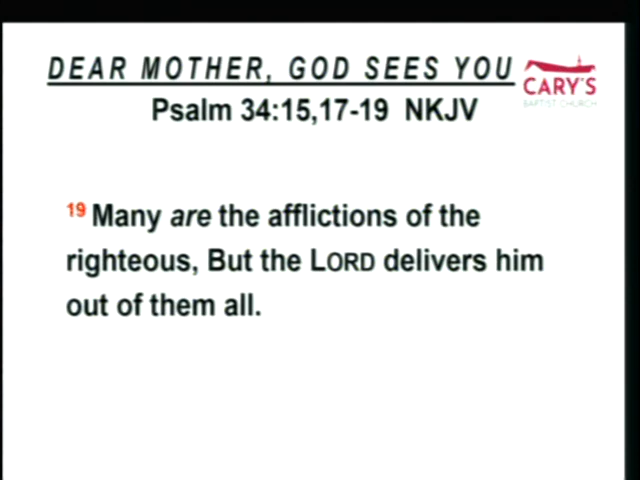 DEAR MOTHER, GOD SEES YOU
CARY'S
BAPTIST CHURCH
Psalm 34:15,17-19 NKJV
19 Many are the afflictions of the
righteous, But the LORD delivers him
out of them all.